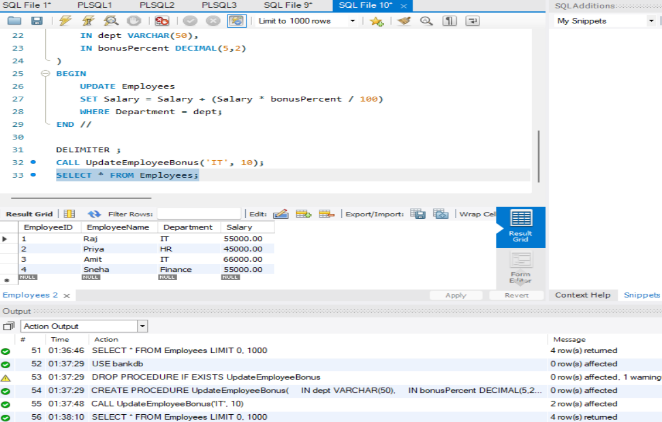 SQL File 1* PLSQL1 PLSQL2 PLSQL3 SQL File 9* SQL File 10* ×
SQLAdditions
Limit to 1000 rows
My Snippets
22 IN dept VARCHAR(50),
23 IN bonusPercent DECIMAL(5,2)
24 )
25 BEGIN
26 UPDATE Employees
27 SET Salary = Salary + (Salary * bonusPercent / 100)
28 WHERE Department = dept;
29 END //
30
31 DELIMITER ;
32 CALL UpdateEmployeeBonus('IT', 10);
33 SELECT * FROM Employees;
Result Grid Filter Rows: Edit: Export/Import: Wrap Cel
EmployeeID EmployeeName Department Salary
1 Raj IT 55000.00
2 Priya HR 45000.00
3 Amit IT 66000.00
4 Sneha Finance 55000.00
NULL NULL NULL NULL
Result
Grid
Form
Editor
Employees 2 × Apply Revert
Context Help Snippets
Output
Action Output
# Time Action Message
51 01:36:46 SELECT * FROM Employees LIMIT 0, 1000 4 row(s) returned
52 01:37:29 USE bankdb 0 row(s) affected
53 01:37:29 DROP PROCEDURE IF EXISTS UpdateEmployeeBonus 0 row(s) affected, 1 warning
54 01:37:29 CREATE PROCEDURE UpdateEmployeeBonus( IN dept VARCHAR(50), IN bonusPercent DECIMAL(5,2... 0 row(s) affected
55 01:37:48 CALL UpdateEmployeeBonus('IT', 10) 2 row(s) affected
56 01:38:10 SELECT * FROM Employees LIMIT 0, 1000 4 row(s) returned